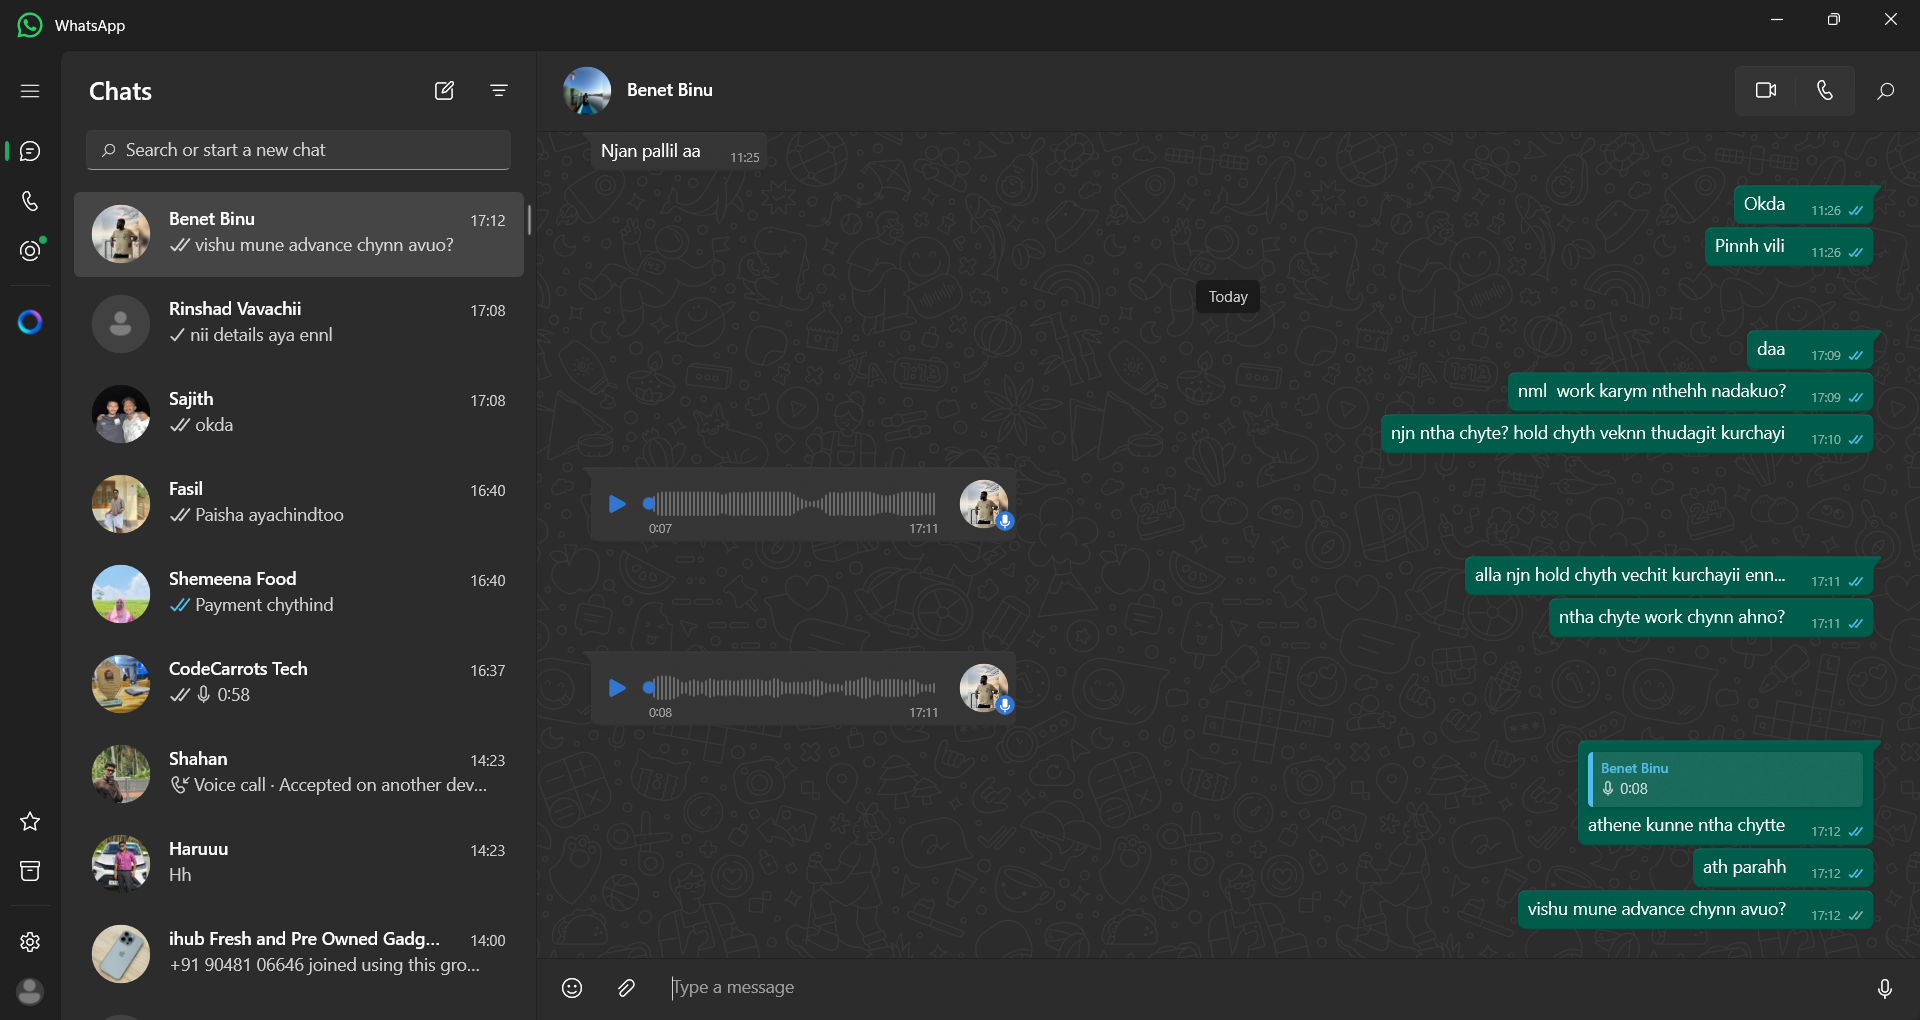 WhatsApp
Chats
Search or start a new chat
Benet Binu 17:12
vishu mune advance chynn avuo?
Rinshad Vavachii 17:08
nii details aya ennl
Sajith 17:08
okda
Fasil 16:40
Paisha ayachindtoo
Shemeena Food 16:40
Payment chythind
CodeCarrots Tech 16:37
0:58
Shahan 14:23
Voice call · Accepted on another dev...
Haruuu 14:23
Hh
ihub Fresh and Pre Owned Gadg... 14:00
+91 90481 06646 joined using this gro...
Benet Binu
Njan pallil aa 11:25
Okda 11:26
Pinnh vili 11:26
Today
daa 17:09
nml work karym nthehh nadakuo? 17:09
njn ntha chyte? hold chyth veknn thudagit kurchayi 17:10
0:07 17:11
alla njn hold chyth vechit kurchayii enn... 17:11
ntha chyte work chynn ahno? 17:11
0:08 17:11
Benet Binu
0:08
athene kunne ntha chytte 17:12
ath parahh 17:12
vishu mune advance chynn avuo? 17:12
Type a message